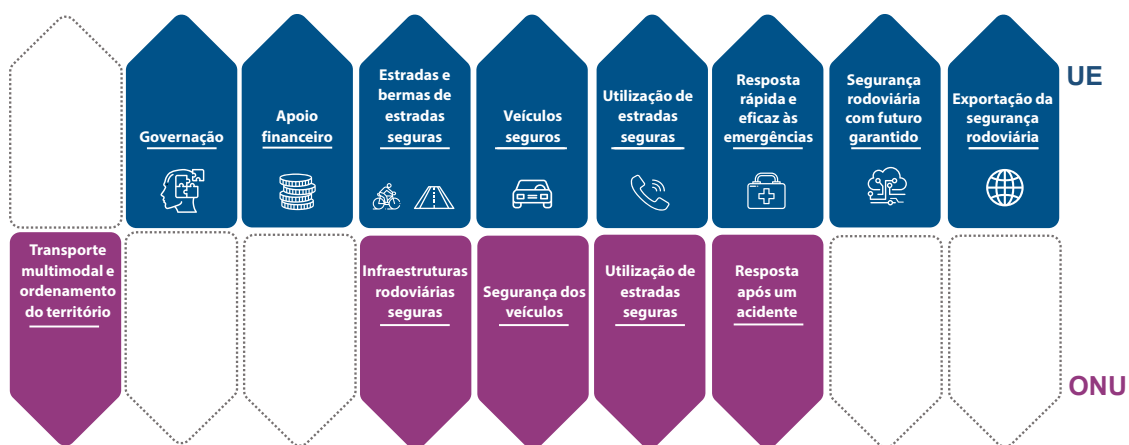 Governação
Apoio
financeiro
Estradas e
bermas de
estradas
seguras
Veículos
seguros
Utilização de
estradas
seguras
Resposta
rápida e
eficaz às
emergências
Segurança
rodoviária
com futuro
garantido
Exportação da
segurança
rodoviária
UE
Transporte
multimodal e
ordenamento
do território
Infraestruturas
rodoviárias
seguras
Segurança dos
veículos
Utilização de
estradas
seguras
Resposta
após um
acidente
ONU